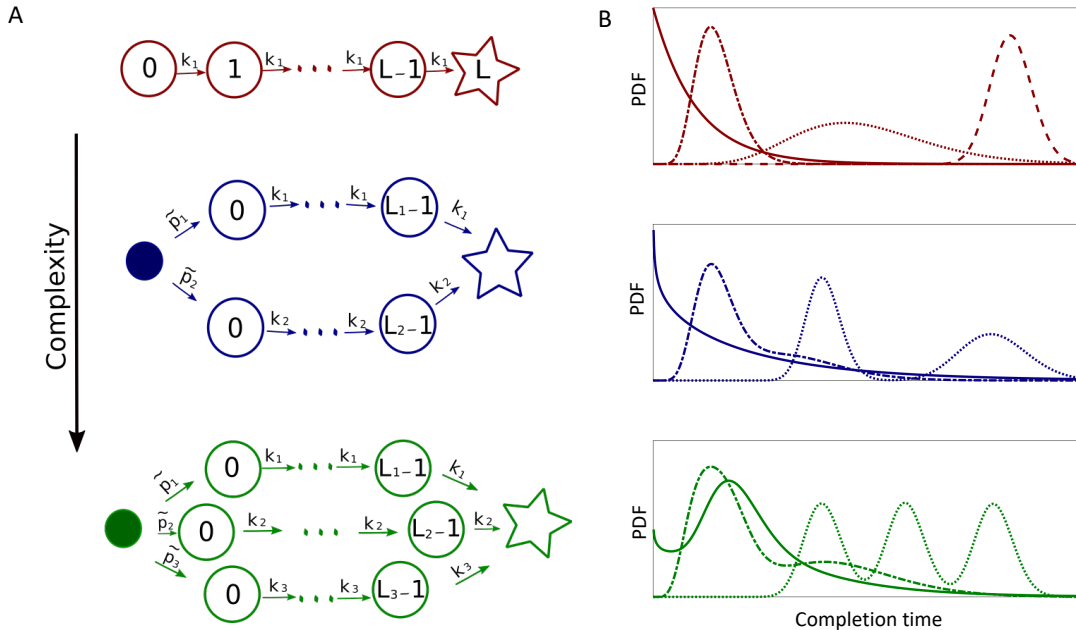 A
0 k₁ 1 k₁ k₁ L-1 k₁ L
Complexity
p̃₁ 0 k₁ k₁ L₁-1 k₁
p̃₂ 0 k₂ k₂ L₂-1 k₂
p̃₁ 0 k₁ k₁ L₁-1 k₁
p̃₂ 0 k₂ k₂ L₂-1 k₂
p̃₃ 0 k₃ k₃ L₃-1 k₃
B
PDF
PDF
PDF
Completion time